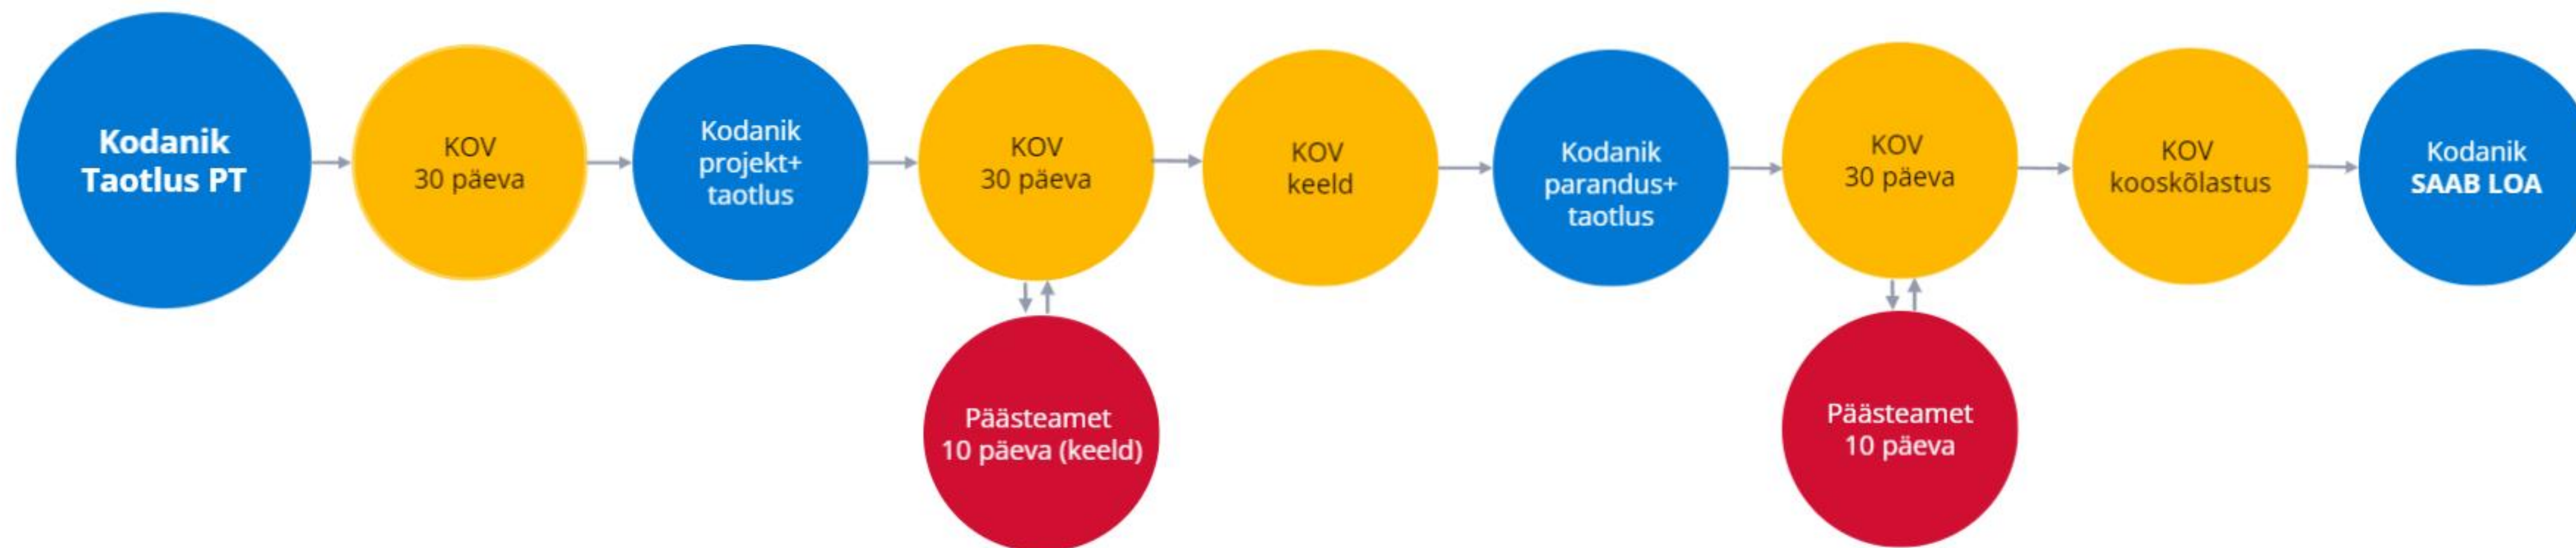 Kodanik
Taotlus PT
KOV
30 päeva
Kodanik
projekt+
taotlus
KOV
30 päeva
KOV
keeld
Kodanik
parandus+
taotlus
KOV
30 päeva
KOV
kooskõlastus
Kodanik
SAAB LOA
Päästeamet
10 päeva (keeld)
Päästeamet
10 päeva